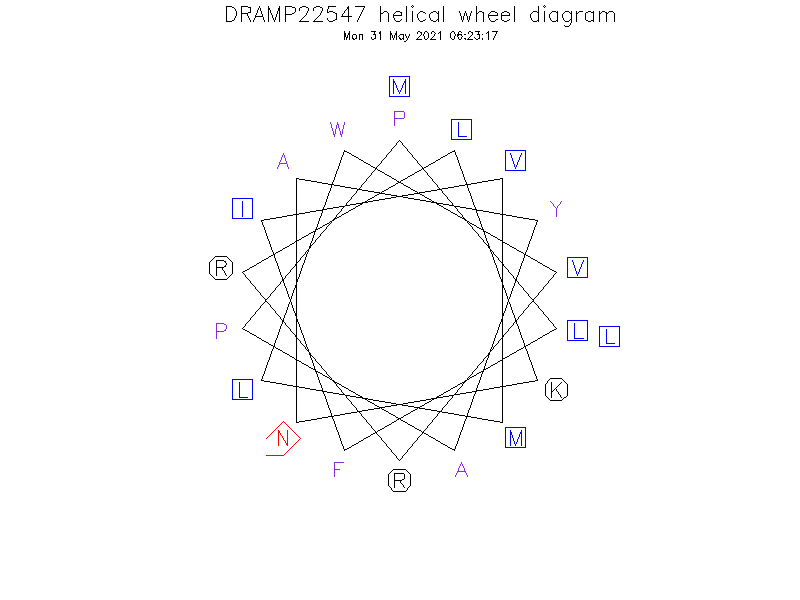 DRAMP22547 helical wheel diagram
Mon 31 May 2021 06:23:17
M
W P L
A V
I Y
R V
P L L
L K
N M
F R A